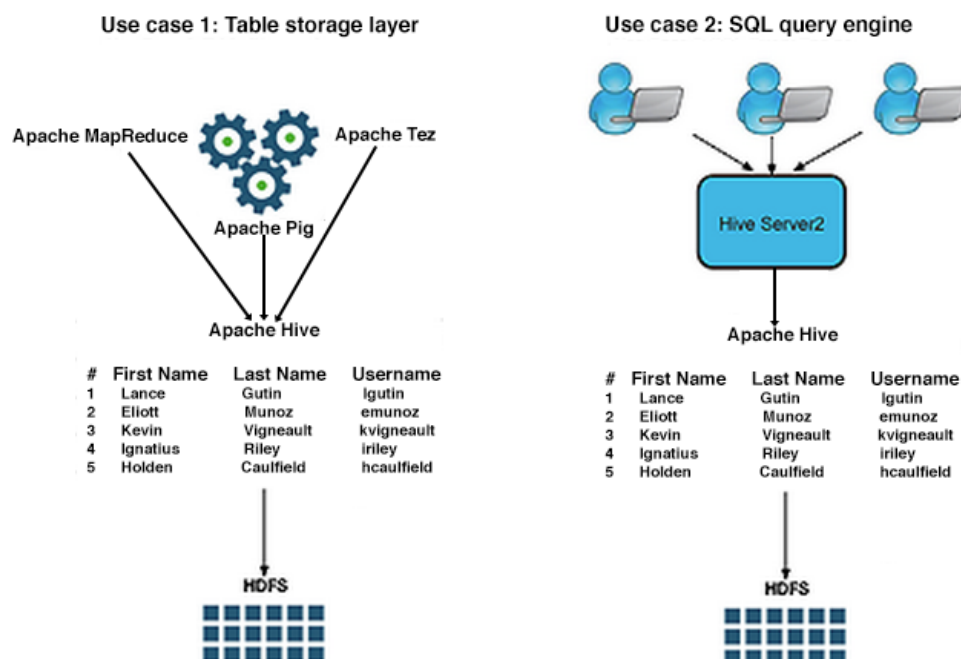 Use case 1: Table storage layer
Apache MapReduce
Apache Tez
Apache Pig
Apache Hive
# First Name Last Name Username
1 Lance Gutin lgutin
2 Eliott Munoz emunoz
3 Kevin Vigneault kvigneault
4 Ignatius Riley iriley
5 Holden Caulfield hcaulfield
HDFS
Use case 2: SQL query engine
Hive Server2
Apache Hive
# First Name Last Name Username
1 Lance Gutin lgutin
2 Eliott Munoz emunoz
3 Kevin Vigneault kvigneault
4 Ignatius Riley iriley
5 Holden Caulfield hcaulfield
HDFS